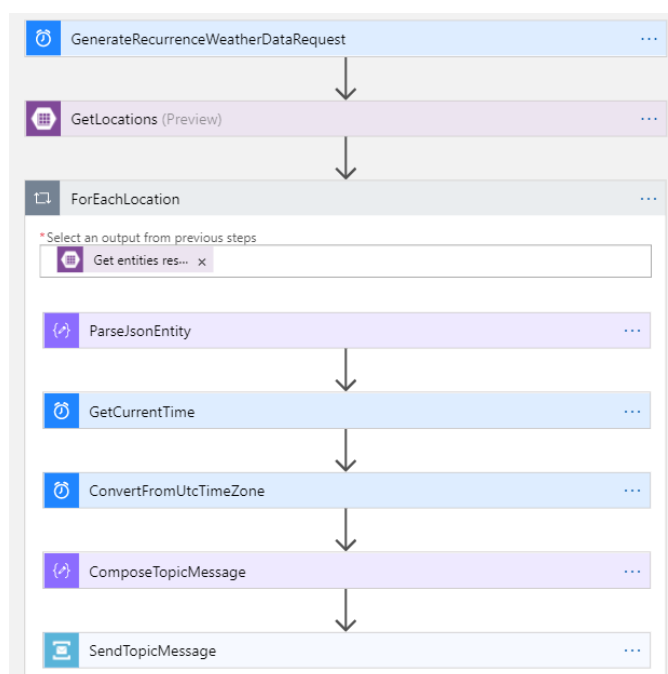 GenerateRecurrenceWeatherDataRequest
...
GetLocations (Preview)
...
ForEachLocation
...
*Select an output from previous steps
Get entities res... x
ParseJsonEntity
...
GetCurrentTime
...
ConvertFromUtcTimeZone
...
ComposeTopicMessage
...
SendTopicMessage
...